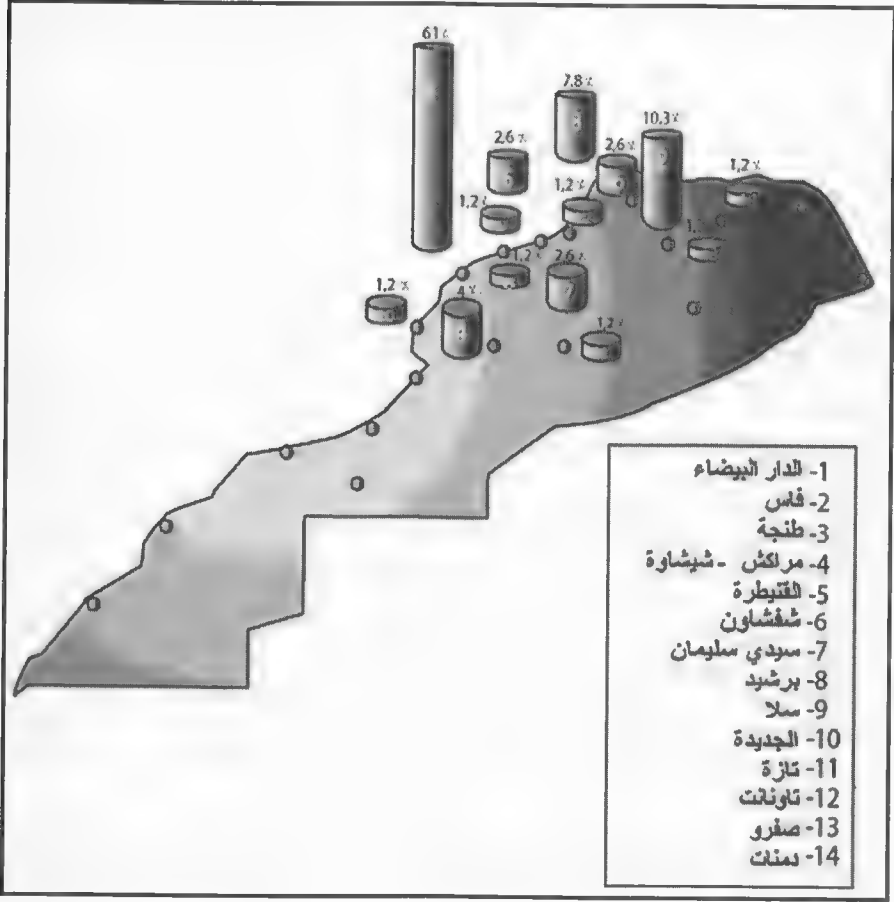 61٪
7,8٪
10,3٪
2,6٪
2,6٪
1,2٪
1,2٪
1,2٪
1,2٪
2,6٪
1,2٪
4٪
1,2٪
1- الدار البيضاء
2- فاس
3- طنجة
4- مراكش - شيشاوة
5- القنيطرة
6- شفشاون
7- سيدي سليمان
8- برشيد
9- سلا
10- الجديدة
11- تازة
12- تاونانت
13- صفرو
14- دمنات